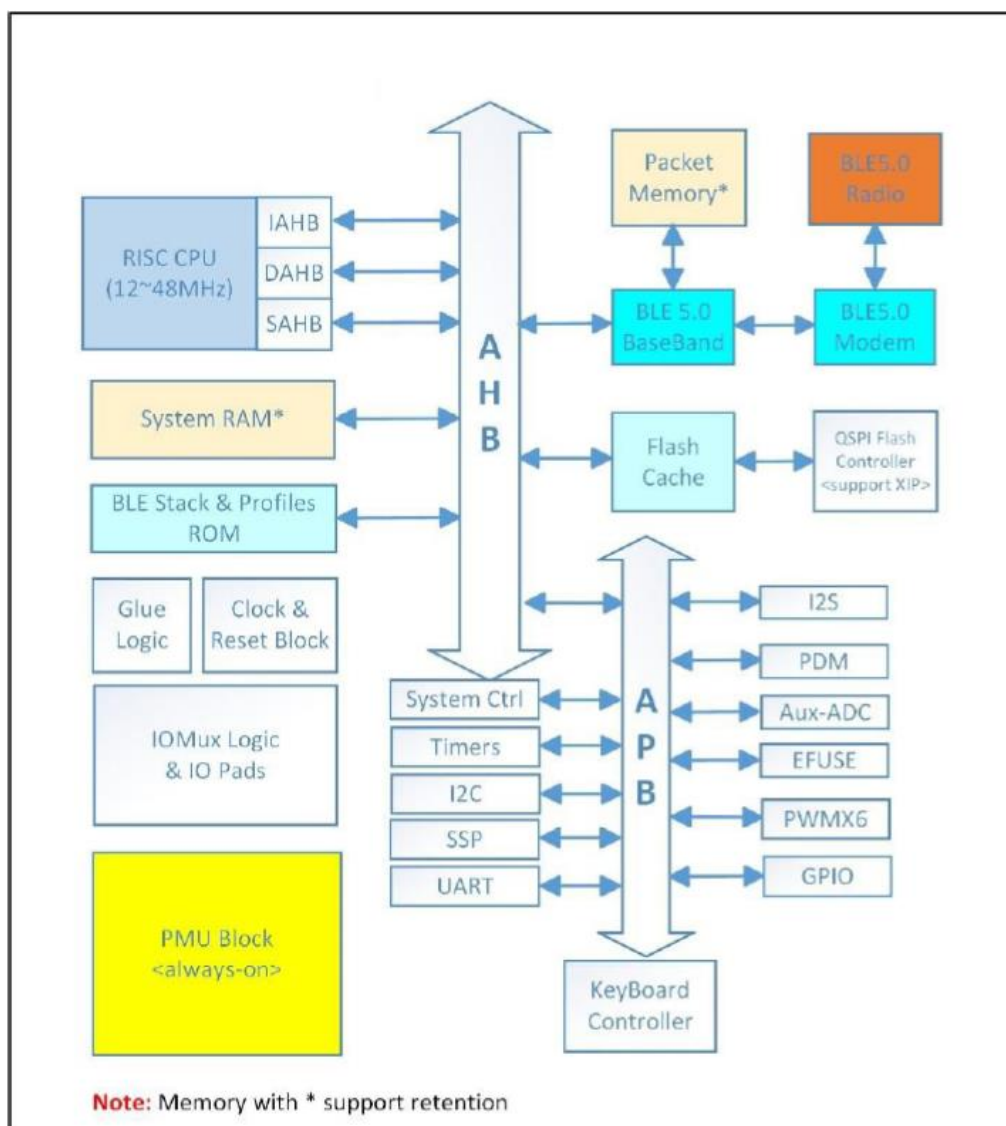 Packet
Memory*
BLE5.0
Radio
RISC CPU
(12~48MHz)
IAHB
DAHB
SAHB
A
H
B
BLE 5.0
BaseBand
BLE5.0
Modem
System RAM*
Flash
Cache
QSPI Flash
Controller
<support XIP>
BLE Stack & Profiles
ROM
Glue
Logic
Clock &
Reset Block
IOMux Logic
& IO Pads
PMU Block
<always-on>
System Ctrl
Timers
I2C
SSP
UART
A
P
B
I2S
PDM
Aux-ADC
EFUSE
PWMX6
GPIO
KeyBoard
Controller
Note: Memory with * support retention